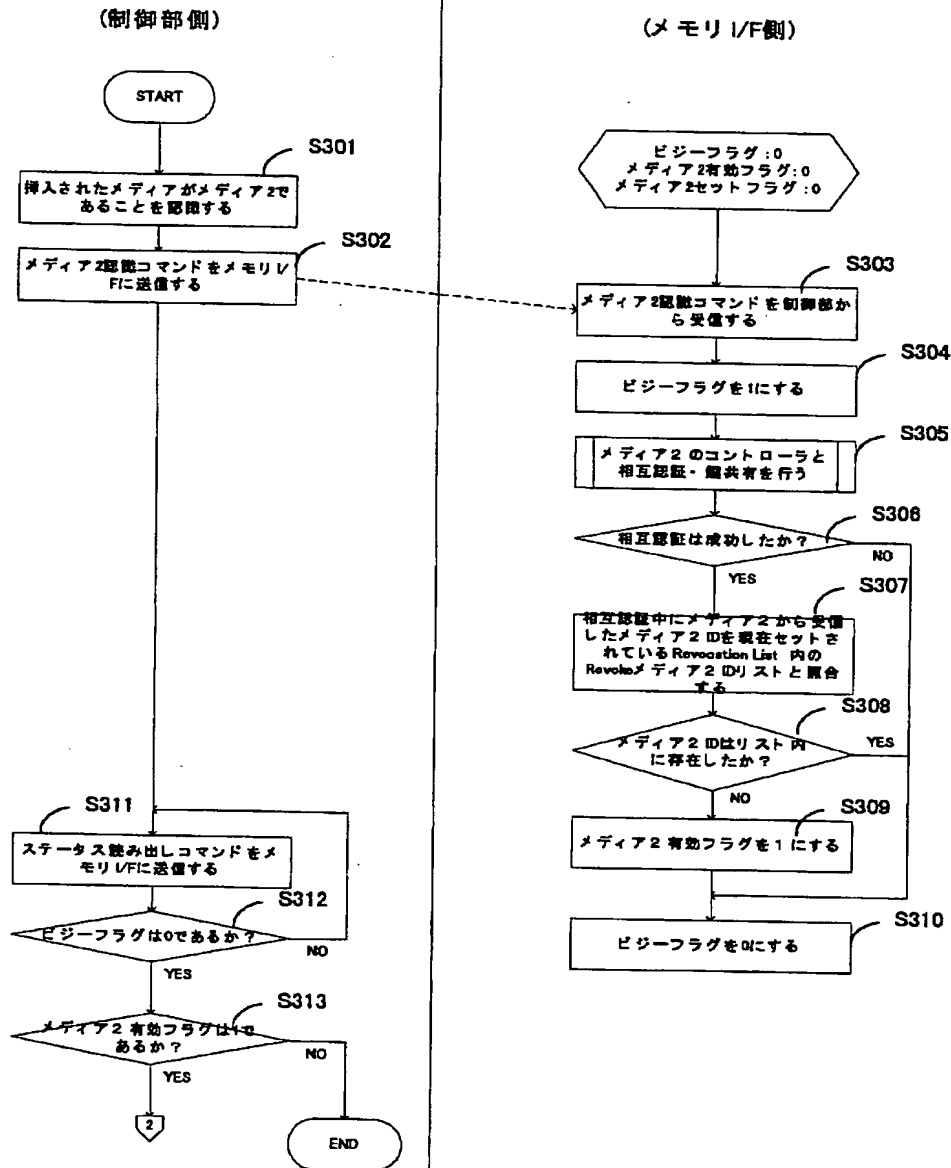 (制御部側)
START
S301
挿入されたメディアがメディア2で
あることを認識する
S302
メディア2認識コマンドをメモリI/
Fに送信する
S311
ステータス読み出しコマンドをメ
モリI/Fに送信する
S312
ビジーフラグは0であるか?
NO
YES
S313
メディア2 有効フラグは1で
あるか?
NO
YES
2
END
(メモリI/F側)
ビジーフラグ:0
メディア2有効フラグ:0
メディア2セットフラグ:0
S303
メディア2認識コマンドを制御部か
ら受信する
S304
ビジーフラグを1にする
S305
メディア2のコントローラと
相互認証・鍵共有を行う
S306
相互認証は成功したか?
NO
YES
S307
相互認証中にメディア2から受信
したメディア2 IDを現在セットさ
れているRevocation List 内の
Revokeメディア2 IDリストと照合
する
S308
メディア2 IDはリスト内
に存在したか?
YES
NO
S309
メディア2 有効フラグを1にする
S310
ビジーフラグを0にする